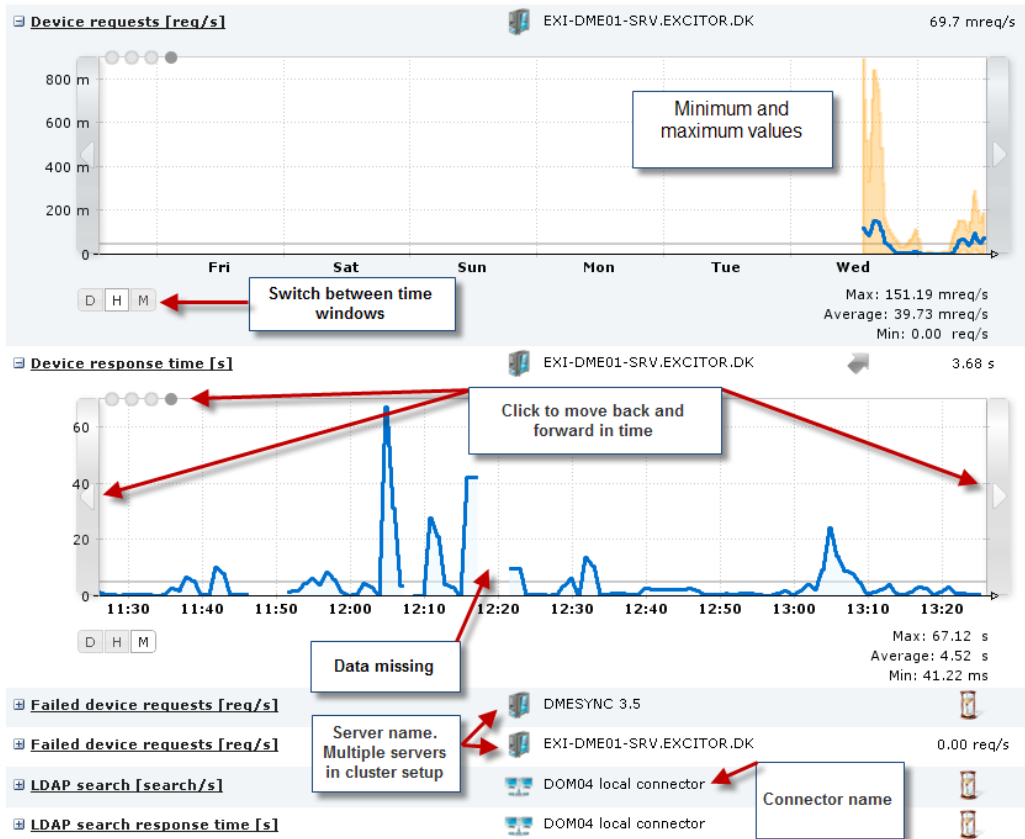 Device requests [req/s] EXI-DME01-SRV.EXCITOR.DK 69.7 mreq/s
800 m
600 m
400 m
200 m
0
Minimum and
maximum values
Fri Sat Sun Mon Tue Wed
D H M
Switch between time
windows
Max: 151.19 mreq/s
Average: 39.73 mreq/s
Min: 0.00 req/s
Device response time [s] EXI-DME01-SRV.EXCITOR.DK 3.68 s
Click to move back and
forward in time
60
40
20
0
11:30 11:40 11:50 12:00 12:10 12:20 12:30 12:40 12:50 13:00 13:10 13:20
D H M
Data missing
Max: 67.12 s
Average: 4.52 s
Min: 41.22 ms
Failed device requests [req/s] DMESYNC 3.5
Server name.
Multiple servers
in cluster setup
Failed device requests [req/s] EXI-DME01-SRV.EXCITOR.DK 0.00 req/s
LDAP search [search/s] DOM04 local connector
Connector name
LDAP search response time [s] DOM04 local connector